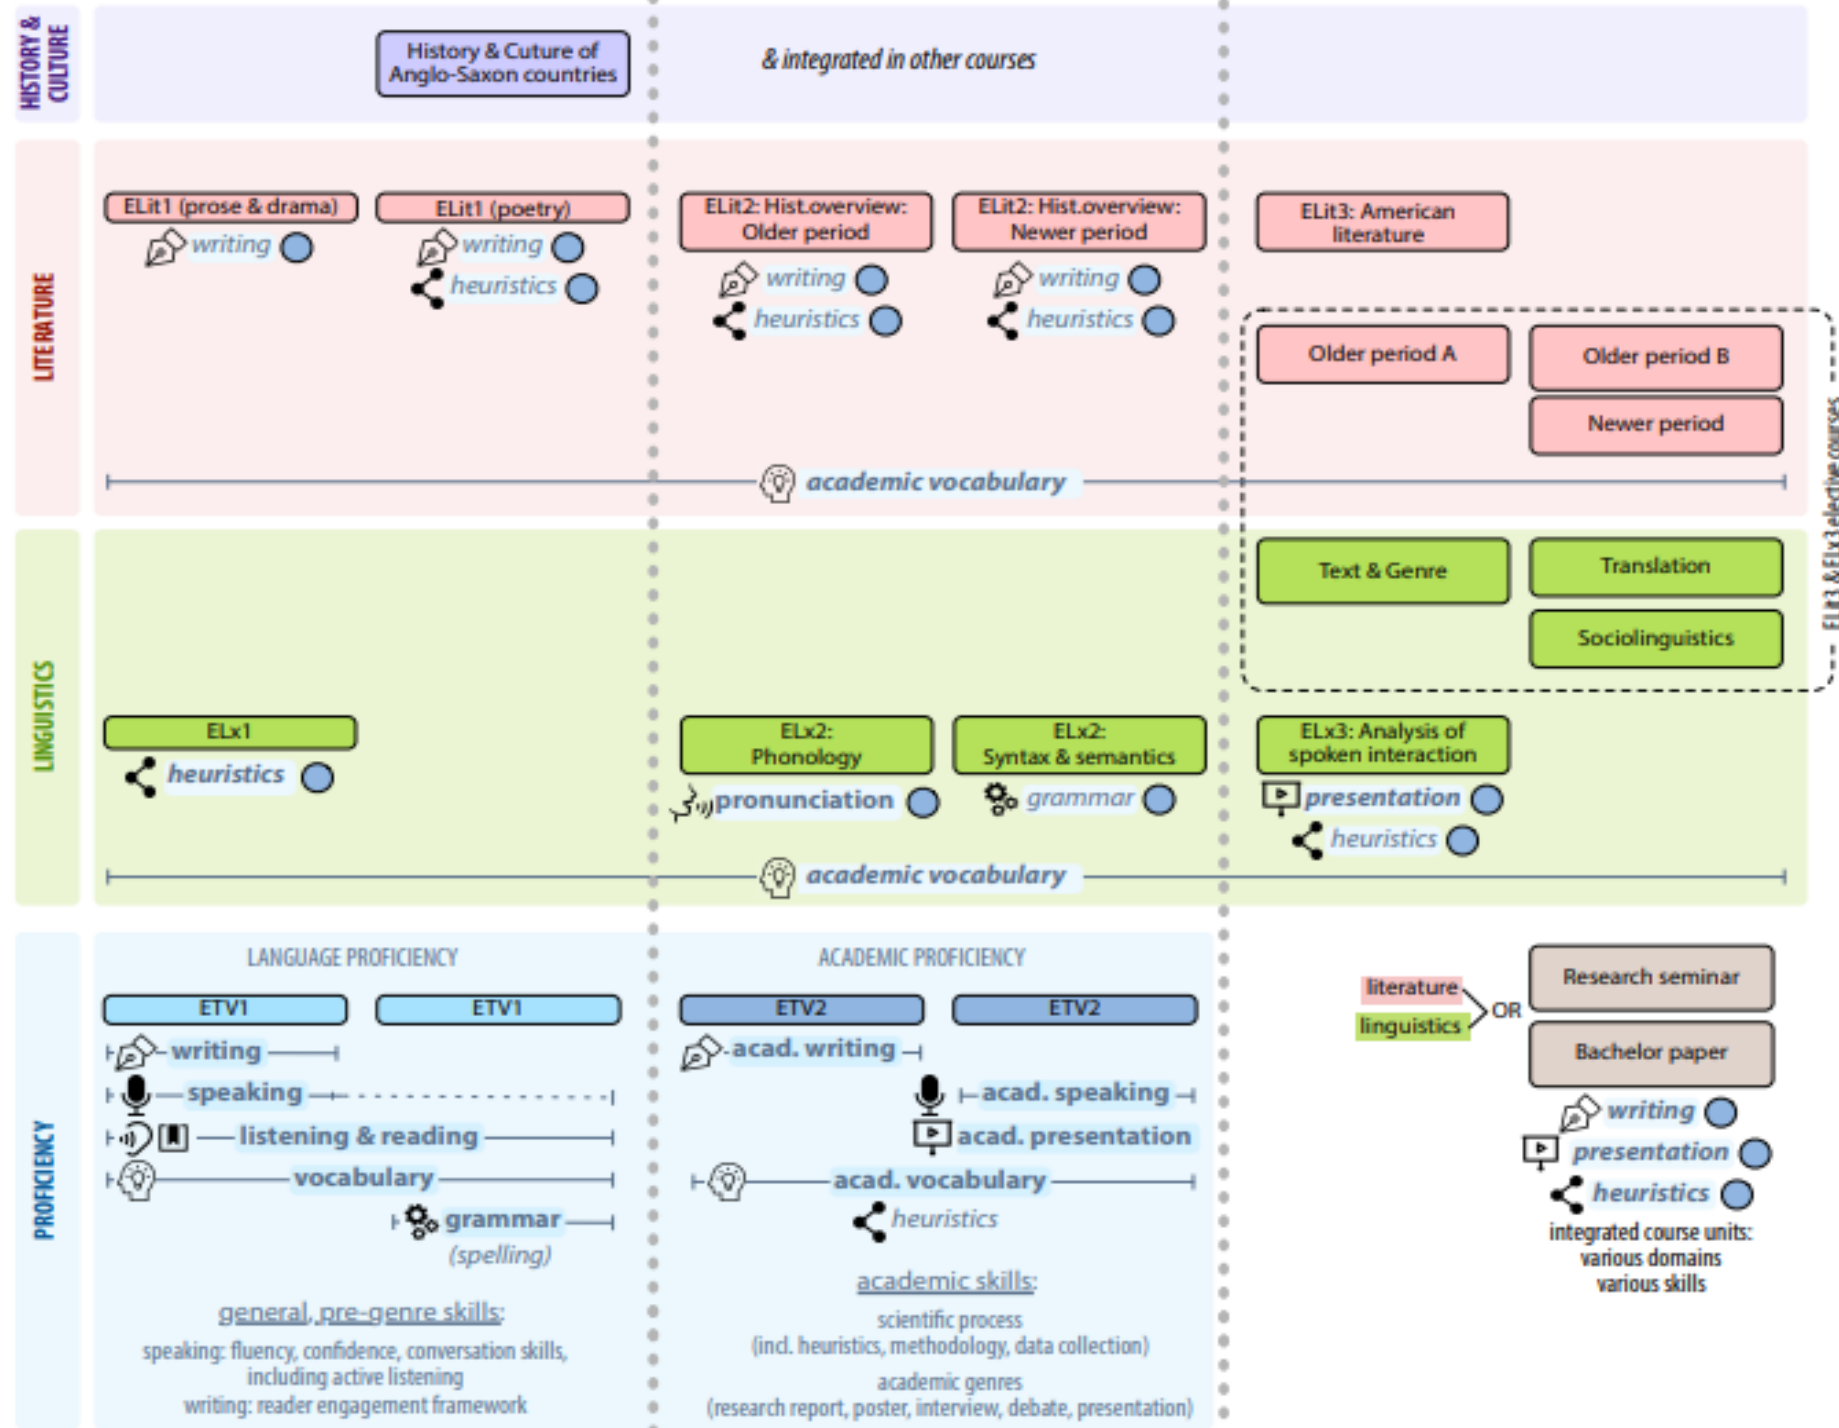 HISTORY &
CULTURE
History & Cuture of
Anglo-Saxon countries
& integrated in other courses
LITERATURE
ELit1 (prose & drama)
writing
ELit1 (poetry)
writing
heuristics
ELit2: Hist.overview:
Older period
writing
heuristics
ELit2: Hist.overview:
Newer period
writing
heuristics
ELit3: American
literature
Older period A
Older period B
Newer period
academic vocabulary
ELit3 & ELx3 elective courses
LINGUISTICS
Text & Genre
Translation
Sociolinguistics
ELx1
heuristics
ELx2:
Phonology
pronunciation
ELx2:
Syntax & semantics
grammar
ELx3: Analysis of
spoken interaction
presentation
heuristics
academic vocabulary
PROFICIENCY
LANGUAGE PROFICIENCY
ETV1
ETV1
writing
speaking
listening & reading
vocabulary
grammar
(spelling)
general, pre-genre skills:
speaking: fluency, confidence, conversation skills,
including active listening
writing: reader engagement framework
ACADEMIC PROFICIENCY
ETV2
ETV2
acad. writing
acad. speaking
acad. presentation
acad. vocabulary
heuristics
academic skills:
scientific process
(incl. heuristics, methodology, data collection)
academic genres
(research report, poster, interview, debate, presentation)
literature
linguistics
OR
Research seminar
Bachelor paper
writing
presentation
heuristics
integrated course units:
various domains
various skills